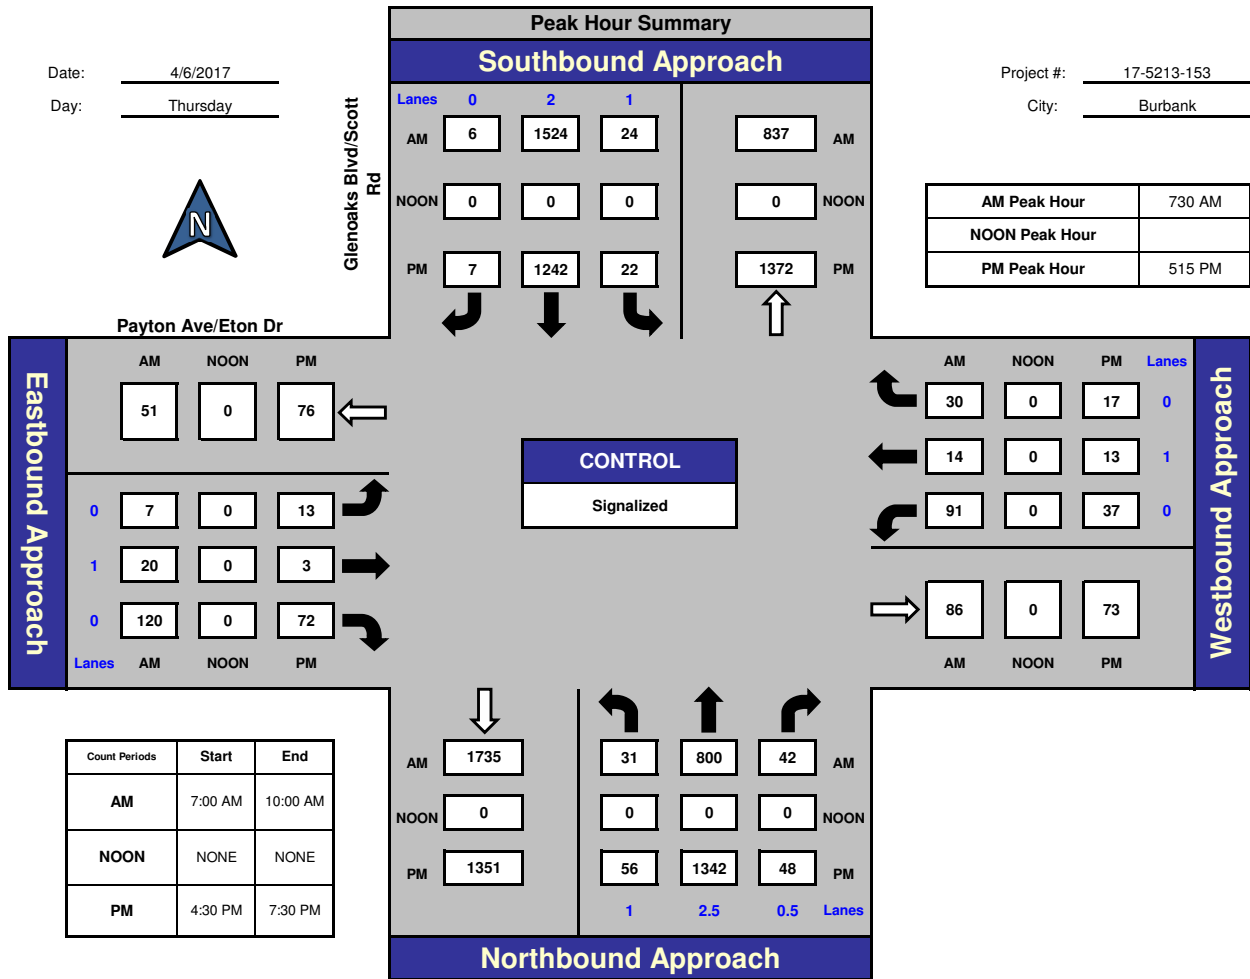 Peak Hour Summary
Southbound Approach
Date: 4/6/2017
Day: Thursday
Project #: 17-5213-153
City: Burbank
Glenoaks Blvd/Scott
Rd
Lanes 0 2 1
AM 6 1524 24 837 AM
NOON 0 0 0 0 NOON
PM 7 1242 22 1372 PM
N
AM Peak Hour 730 AM
NOON Peak Hour
PM Peak Hour 515 PM
Payton Ave/Eton Dr
Eastbound Approach
AM NOON PM
51 0 76
0 7 0 13
1 20 0 3
0 120 0 72
Lanes AM NOON PM
CONTROL
Signalized
AM NOON PM Lanes
30 0 17 0
14 0 13 1
91 0 37 0
86 0 73
AM NOON PM
Westbound Approach
Count Periods Start End
AM 7:00 AM 10:00 AM
NOON NONE NONE
PM 4:30 PM 7:30 PM
AM 1735 31 800 42 AM
NOON 0 0 0 0 NOON
PM 1351 56 1342 48 PM
1 2.5 0.5 Lanes
Northbound Approach